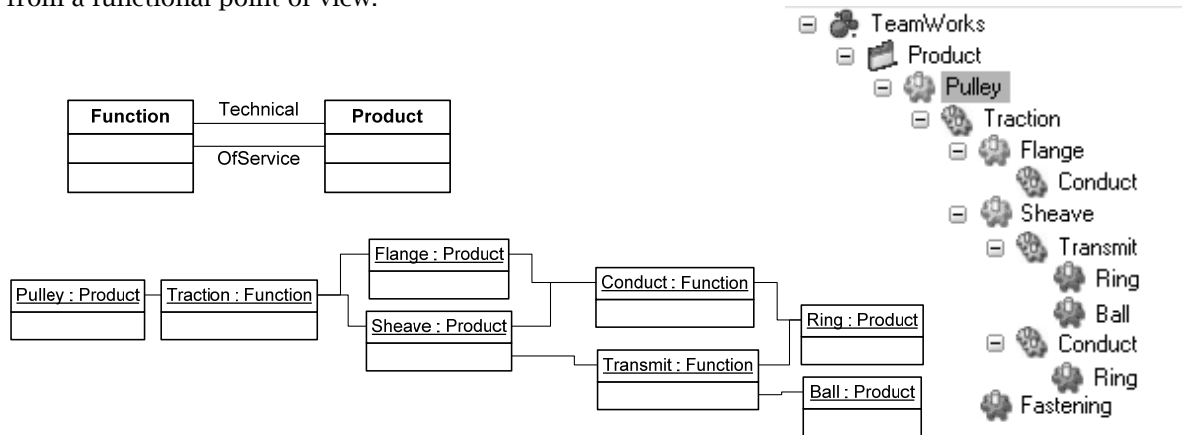 from a functional point of view.
Function
Technical
OfService
Product
Pulley : Product
Traction : Function
Flange : Product
Sheave : Product
Conduct : Function
Transmit : Function
Ring : Product
Ball : Product
TeamWorks
Product
Pulley
Traction
Flange
Conduct
Sheave
Transmit
Ring
Ball
Conduct
Ring
Fastening